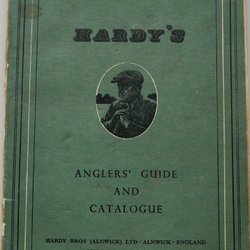 HARDY'S
ANGLERS' GUIDE
AND
CATALOGUE
HARDY BROS (ALNWICK) LTD · ALNWICK · ENGLAND